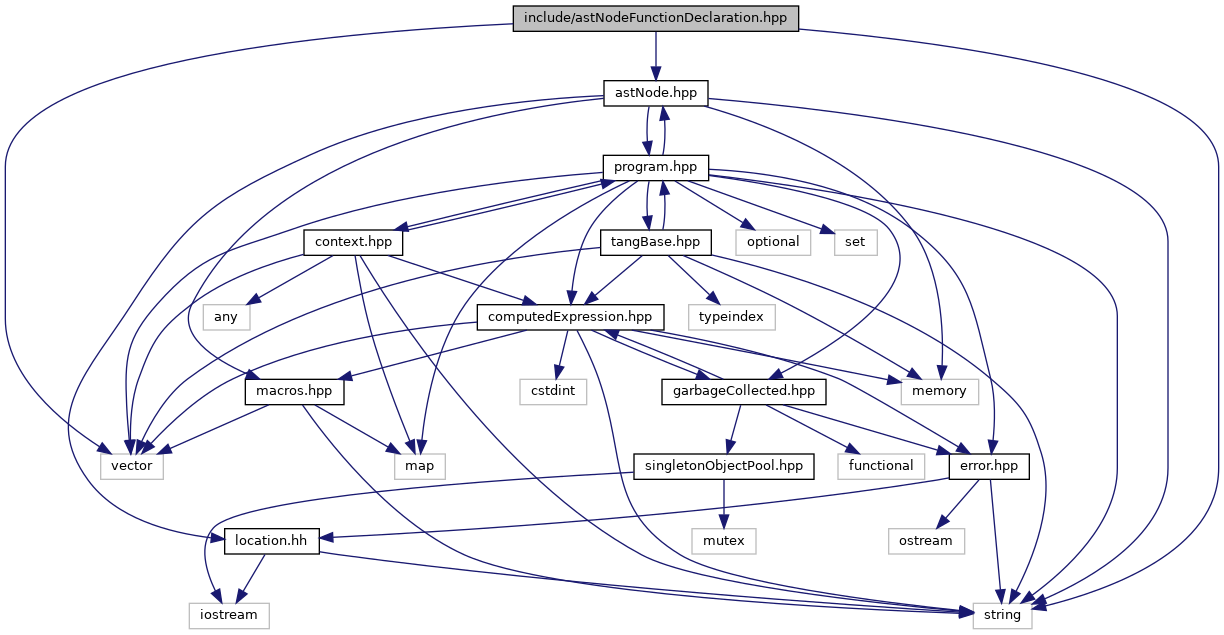 include/astNodeFunctionDeclaration.hpp
astNode.hpp
program.hpp
context.hpp
tangBase.hpp
optional
set
any
computedExpression.hpp
typeindex
macros.hpp
cstdint
garbageCollected.hpp
memory
vector
map
singletonObjectPool.hpp
functional
error.hpp
location.hh
mutex
ostream
iostream
string